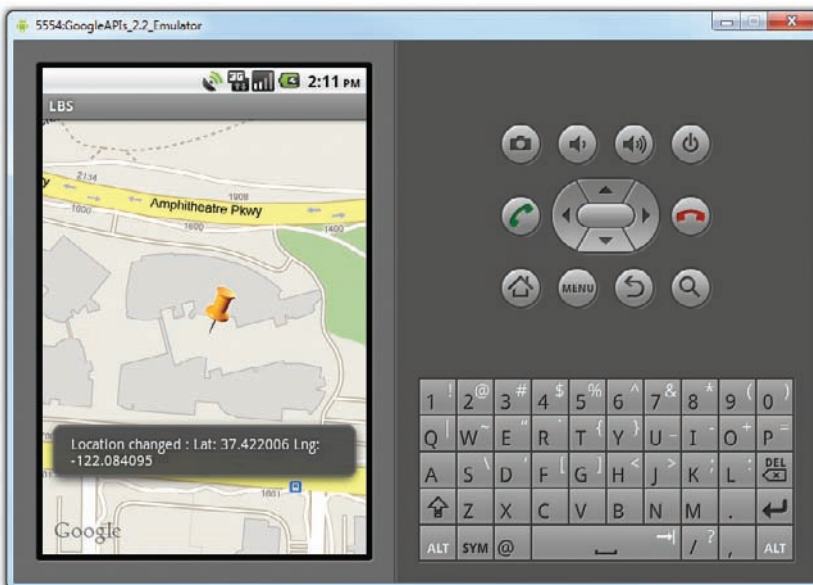 5554:GoogleAPIs_2.2_Emulator
3G
2:11 PM
LBS
2134
1908
Amphitheatre Pkwy
1600
1600
1400
Location changed : Lat: 37.422006 Lng:
-122.084095
1601
Google
MENU
1 ! 2 @ 3 # 4 $ 5 % 6 ^ 7 & 8 * 9 ( 0 )
Q | W ~ E " R ` T { Y } U _ I - O + P =
A S \ D ' F [ G ] H < J > K ; L : DEL
Z X C V B N M .
ALT SYM @ / ? , ALT